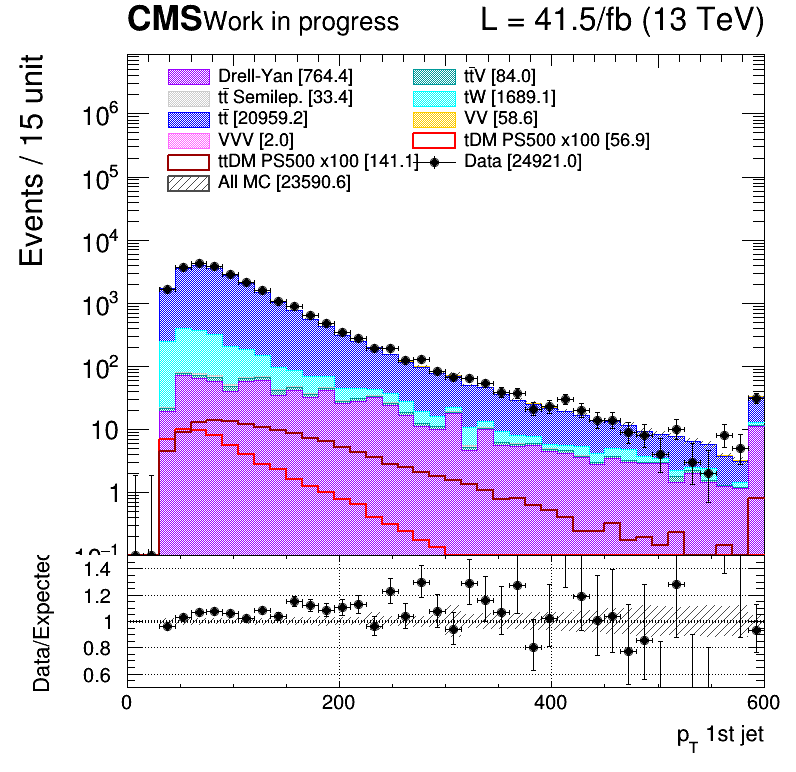 CMS Work in progress L = 41.5/fb (13 TeV)
Events / 15 unit
Drell-Yan [764.4] tt̄V [84.0]
tt̄ Semilep. [33.4] tW [1689.1]
tt̄ [20959.2] VV [58.6]
VVV [2.0] tDM PS500 x100 [56.9]
ttDM PS500 x100 [141.1] Data [24921.0]
All MC [23590.6]
10⁶
10⁵
10⁴
10³
10²
10
1
10⁻¹
Data/Expected
1.4
1.2
1
0.8
0.6
0 200 400 600
p_T 1st jet